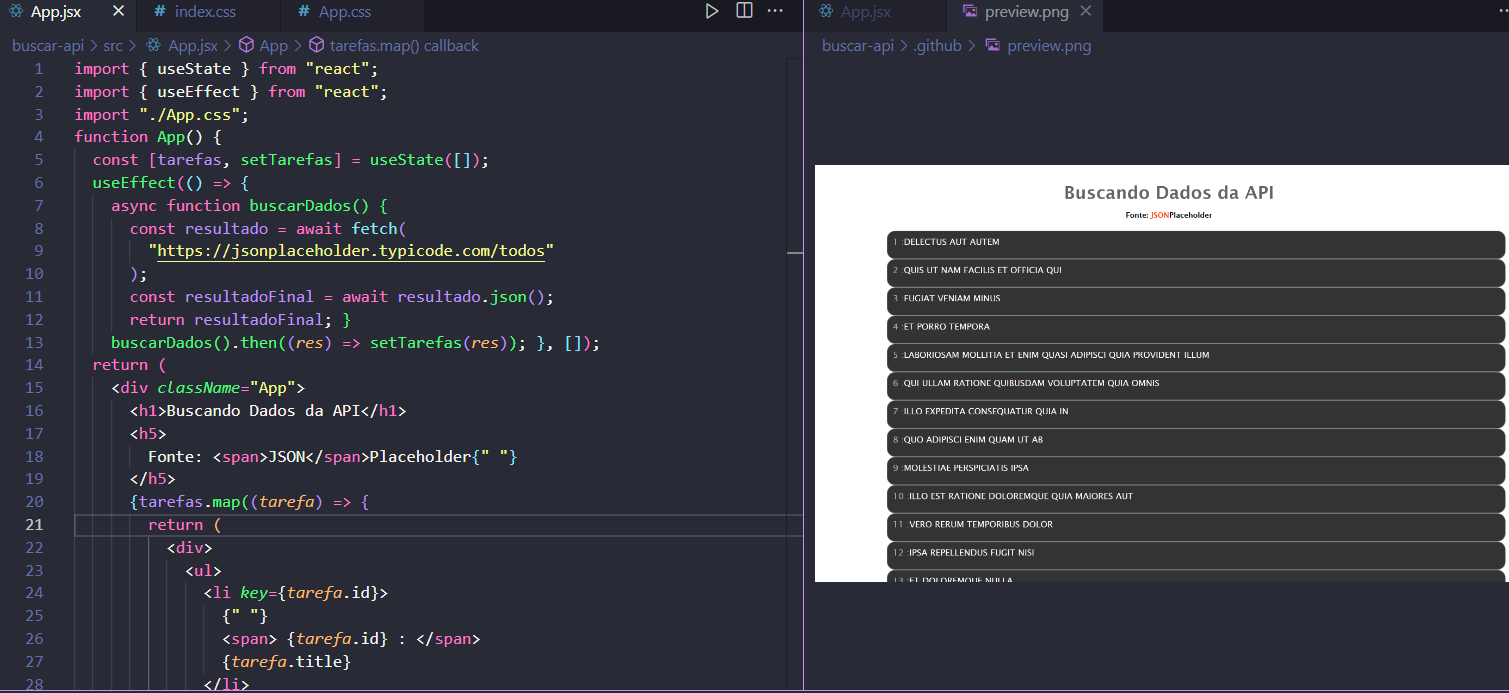 App.jsx
# index.css
# App.css
buscar-api > src > App.jsx > App > tarefas.map() callback
1 import { useState } from "react";
2 import { useEffect } from "react";
3 import "./App.css";
4 function App() {
5 const [tarefas, setTarefas] = useState([]);
6 useEffect(() => {
7 async function buscarDados() {
8 const resultado = await fetch(
9 "https://jsonplaceholder.typicode.com/todos"
10 );
11 const resultadoFinal = await resultado.json();
12 return resultadoFinal; }
13 buscarDados().then((res) => setTarefas(res)); }, []);
14 return (
15 <div className="App">
16 <h1>Buscando Dados da API</h1>
17 <h5>
18 Fonte: <span>JSON</span>Placeholder{" "}
19 </h5>
20 {tarefas.map((tarefa) => {
21 return (
22 <div>
23 <ul>
24 <li key={tarefa.id}>
25 {" "}
26 <span> {tarefa.id} : </span>
27 {tarefa.title}
28 </li>
App.jsx
preview.png
buscar-api > .github > preview.png
Buscando Dados da API
Fonte: JSONPlaceholder
1 :DELECTUS AUT AUTEM
2 :QUIS UT NAM FACILIS ET OFFICIA QUI
3 :FUGIAT VENIAM MINUS
4 :ET PORRO TEMPORA
5 :LABORIOSAM MOLLITIA ET ENIM QUASI ADIPISCI QUIA PROVIDENT ILLUM
6 :QUI ULLAM RATIONE QUIBUSDAM VOLUPTATEM QUIA OMNIS
7 :ILLO EXPEDITA CONSEQUATUR QUIA IN
8 :QUO ADIPISCI ENIM QUAM UT AB
9 :MOLESTIAE PERSPICIATIS IPSA
10 :ILLO EST RATIONE DOLOREMQUE QUIA MAIORES AUT
11 :VERO RERUM TEMPORIBUS DOLOR
12 :IPSA REPELLENDUS FUGIT NISI
13 :ET DOLOREMQUE NULLA